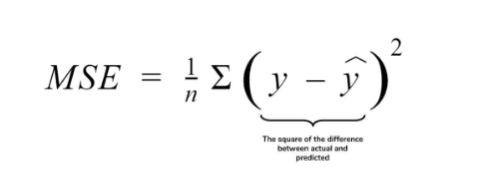 MSE = 1/n Σ(y − ŷ)²
The square of the difference
between actual and
predicted